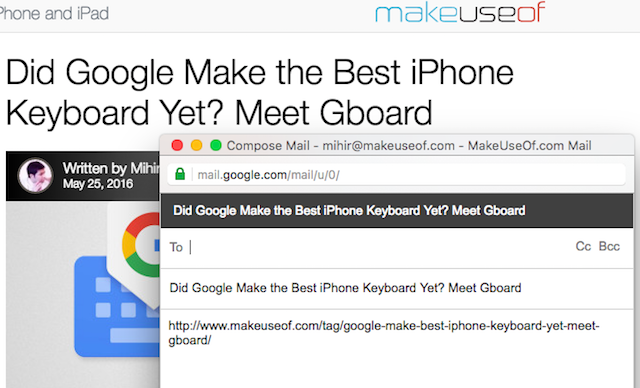 Phone and iPad
makeuseof
Did Google Make the Best iPhone
Keyboard Yet? Meet Gboard
Written by Mihir
May 25, 2016
Compose Mail - mihir@makeuseof.com - MakeUseOf.com Mail
mail.google.com/mail/u/0/
Did Google Make the Best iPhone Keyboard Yet? Meet Gboard
To
Cc Bcc
Did Google Make the Best iPhone Keyboard Yet? Meet Gboard
http://www.makeuseof.com/tag/google-make-best-iphone-keyboard-yet-meet-
gboard/